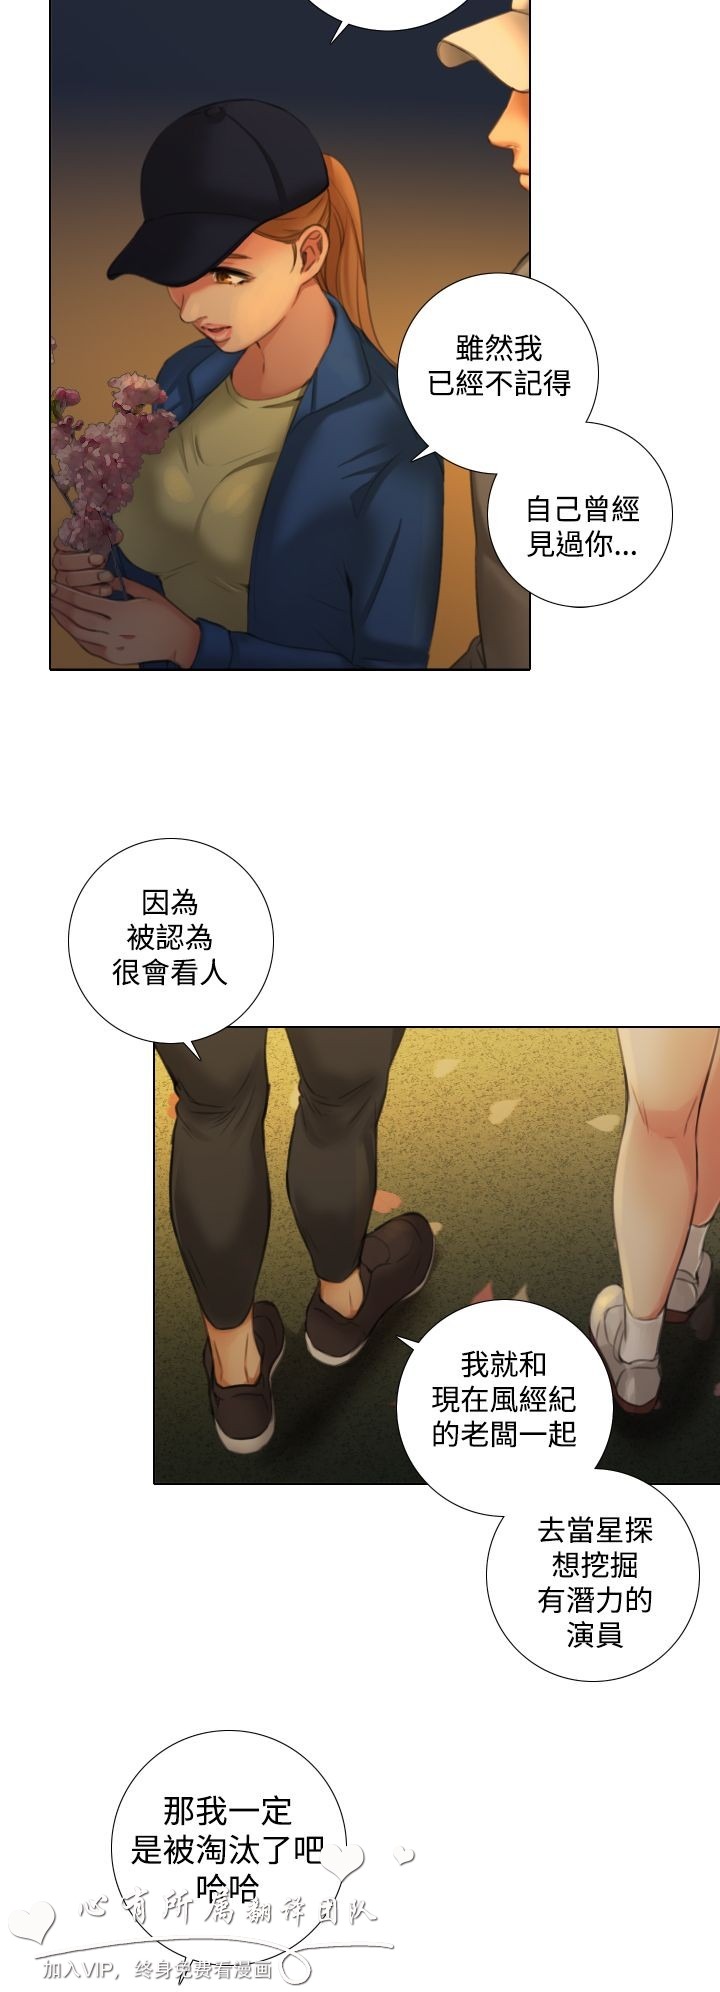 雖然我
已經不記得
自己曾經
見過你...
因為
被認為
很會看人
我就和
現在風經紀
的老闆一起
去當星探
想挖掘
有潛力的
演員
那我一定
是被淘汰了吧
哈哈
心有所属翻译团队
加入VIP，终身免费看漫画